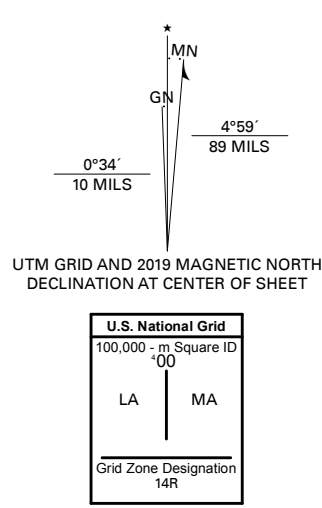 ★
MN
GN
4°59´
89 MILS
0°34´
10 MILS
UTM GRID AND 2019 MAGNETIC NORTH
DECLINATION AT CENTER OF SHEET
U.S. National Grid
100,000 - m Square ID
⁴00
LA MA
Grid Zone Designation
14R